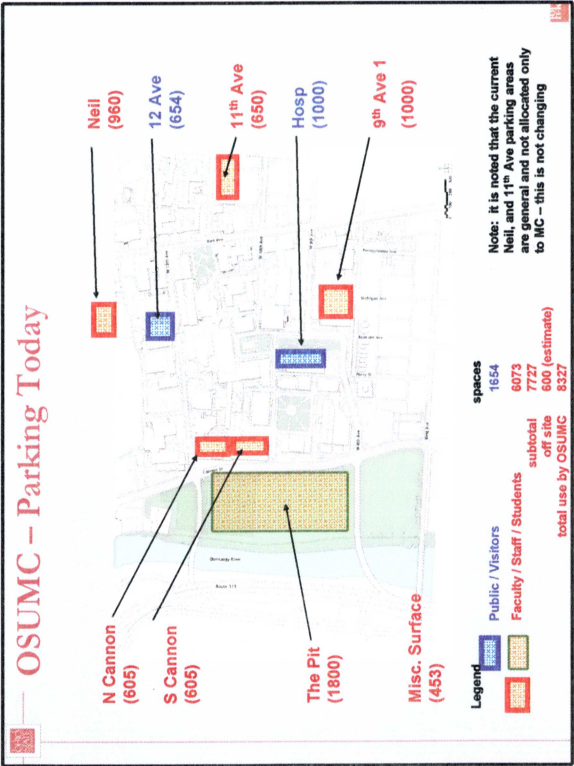 OSUMC – Parking Today
Neil
(960)
12 Ave
(654)
11th Ave
(650)
Hosp
(1000)
9th Ave 1
(1000)
N Cannon
(605)
S Cannon
(605)
The Pit
(1800)
Misc. Surface
(453)
Legend
Public / Visitors
Faculty / Staff / Students
spaces
1654
6073
subtotal 7727
off site 600 (estimate)
total use by OSUMC 8327
Note: it is noted that the current
Neil, and 11th Ave parking areas
are general and not allocated only
to MC – this is not changing